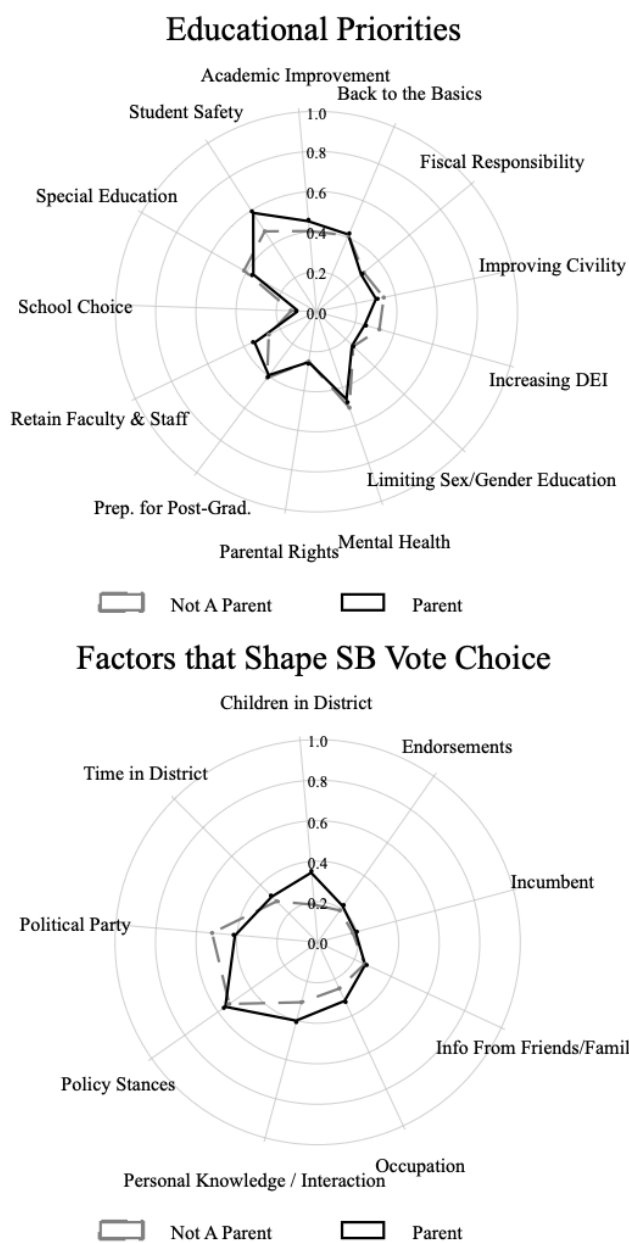 Educational Priorities
Academic Improvement
Back to the Basics
Student Safety
1.0
0.8
Fiscal Responsibility
Special Education
0.6
0.4
Improving Civility
0.2
School Choice
0.0
Increasing DEI
Retain Faculty & Staff
Limiting Sex/Gender Education
Prep. for Post-Grad.
Mental Health
Parental Rights
Not A Parent
Parent
Factors that Shape SB Vote Choice
Children in District
1.0
Endorsements
Time in District
0.8
0.6
Incumbent
0.4
0.2
Political Party
0.0
Info From Friends/Famil
Policy Stances
Occupation
Personal Knowledge / Interaction
Not A Parent
Parent